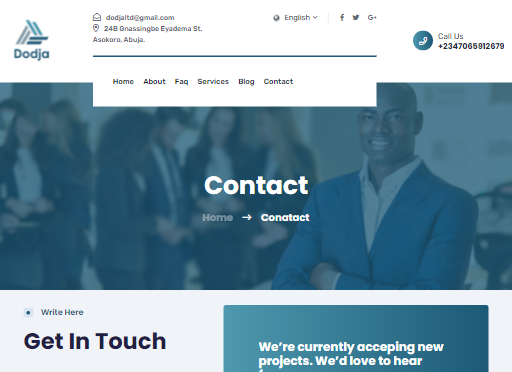 Dodja
dodjaltd@gmail.com
24B Gnassingbe Eyadema St,
Asokoro, Abuja.
English
G+
Call Us
+2347065912679
Home About Faq Services Blog Contact
Contact
Home → Conatact
Write Here
Get In Touch
We're currently acceping new
projects. We'd love to hear